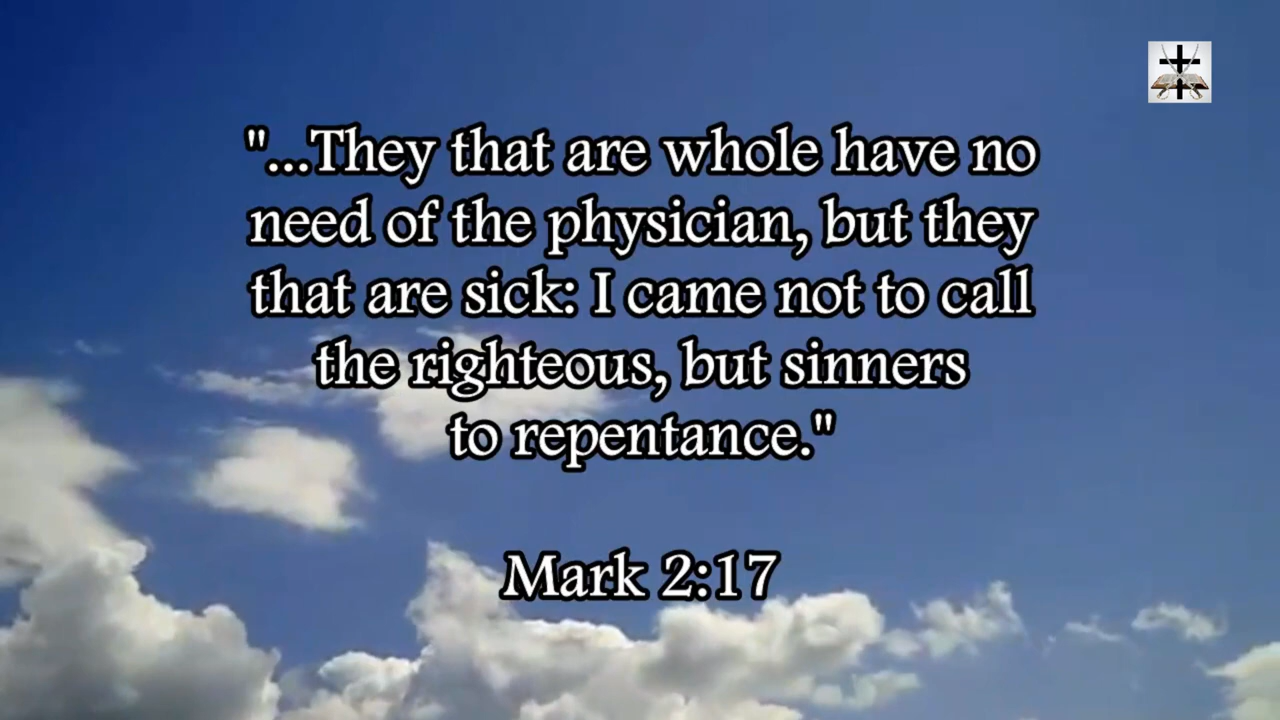 "...They that are whole have no
need of the physician, but they
that are sick: I came not to call
the righteous, but sinners
to repentance."
Mark 2:17